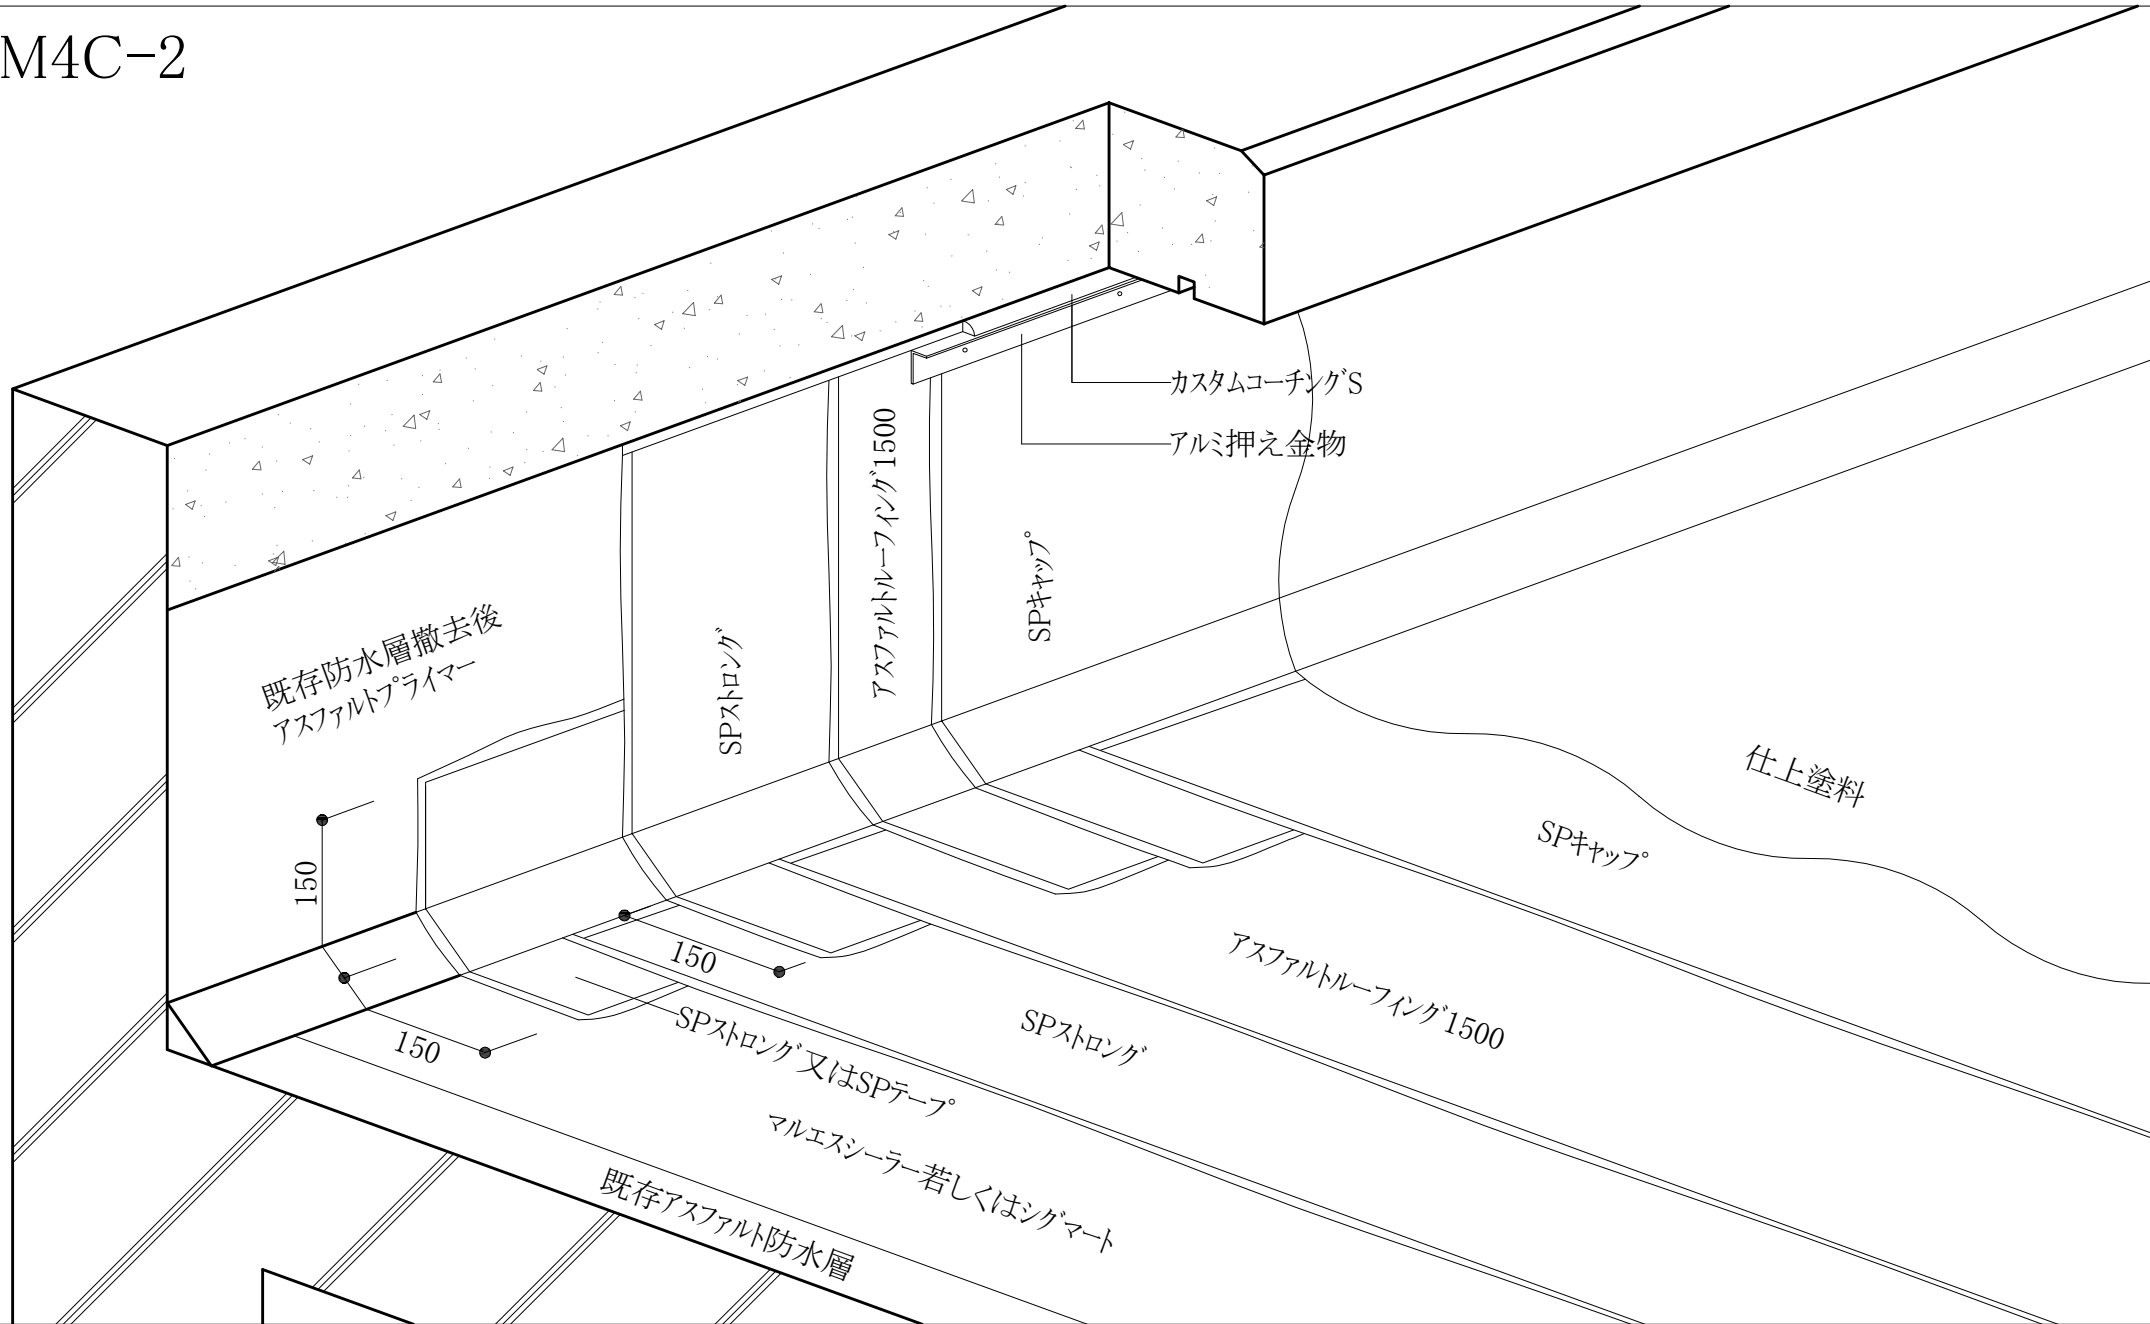 M4C-2
カスタムコーチングS
アルミ押え金物
アスファルトルーフィング1500
SPキャップ
SPストロング
既存防水層撤去後
アスファルトプライマー
150
150
150
仕上塗料
SPキャップ
アスファルトルーフィング1500
SPストロング
SPストロング又はSPテープ
マルエスシーラー若しくはシグマート
既存アスファルト防水層